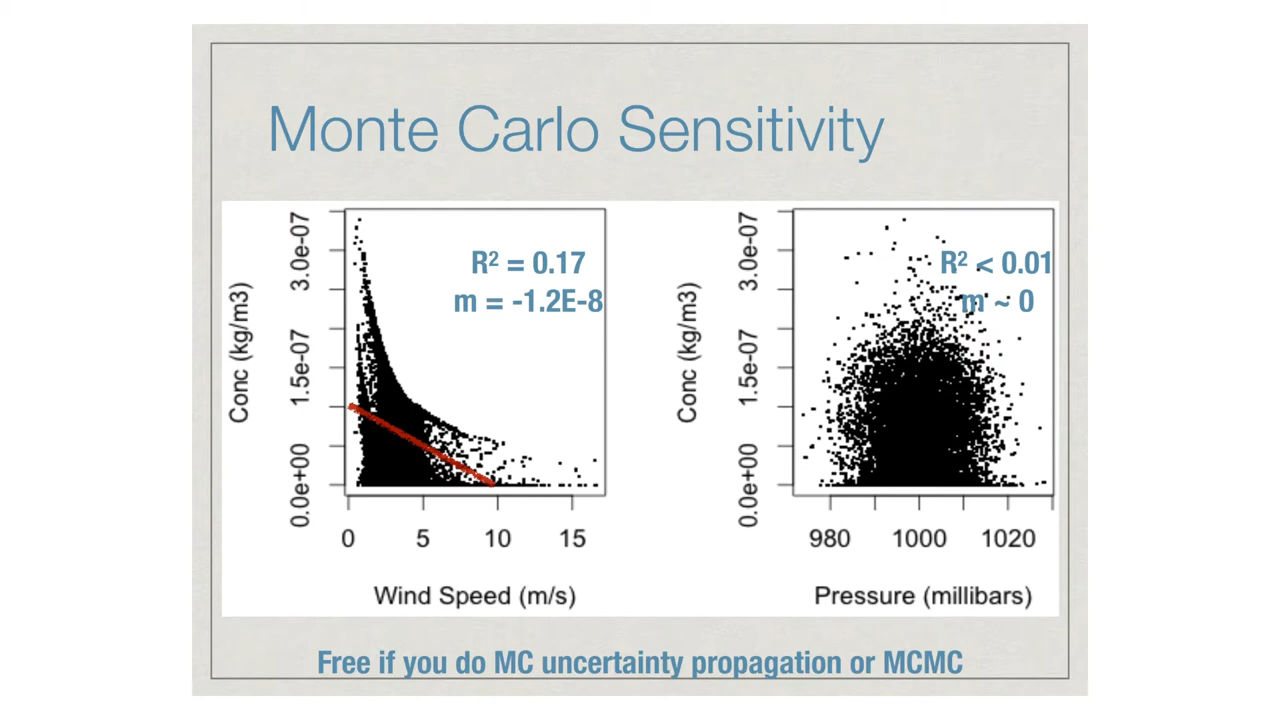 Monte Carlo Sensitivity
Conc (kg/m3)
0.0e+00 1.5e-07 3.0e-07
R² = 0.17
m = -1.2E-8
0 5 10 15
Wind Speed (m/s)
Conc (kg/m3)
0.0e+00 1.5e-07 3.0e-07
R² < 0.01
m ~ 0
980 1000 1020
Pressure (millibars)
Free if you do MC uncertainty propagation or MCMC